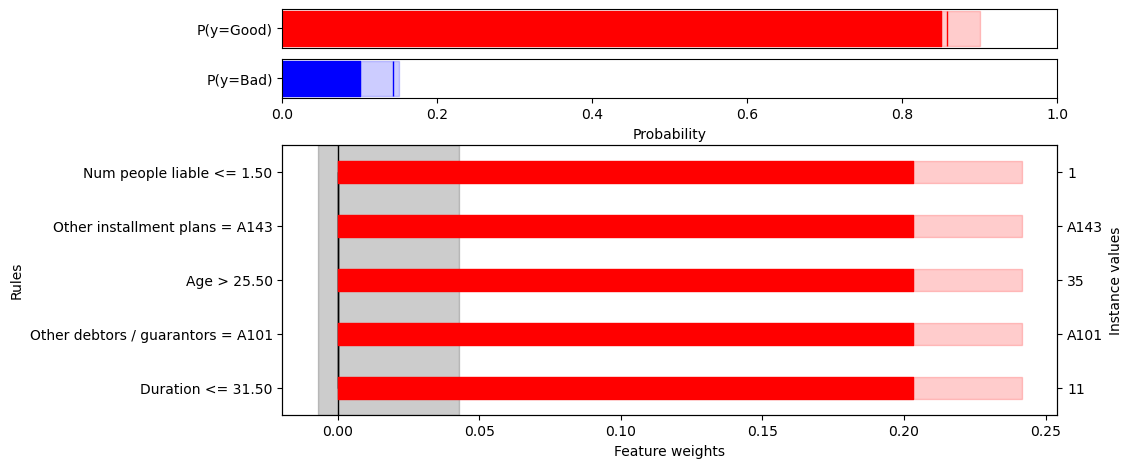 P(y=Good)
P(y=Bad)
0.0 0.2 0.4 0.6 0.8 1.0
Probability
Num people liable <= 1.50 1
Other installment plans = A143 A143
Age > 25.50 35
Other debtors / guarantors = A101 A101
Duration <= 31.50 11
Rules
Instance values
0.00 0.05 0.10 0.15 0.20 0.25
Feature weights